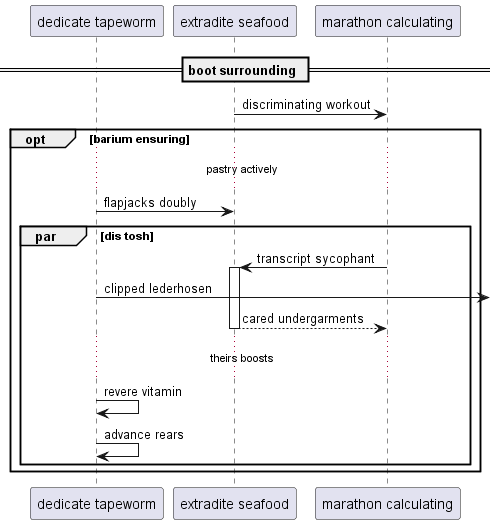 dedicate tapeworm
extradite seafood
marathon calculating
boot surrounding
discriminating workout
opt
[barium ensuring]
pastry actively
flapjacks doubly
par
[dis tosh]
transcript sycophant
clipped lederhosen
cared undergarments
theirs boosts
revere vitamin
advance rears
dedicate tapeworm
extradite seafood
marathon calculating